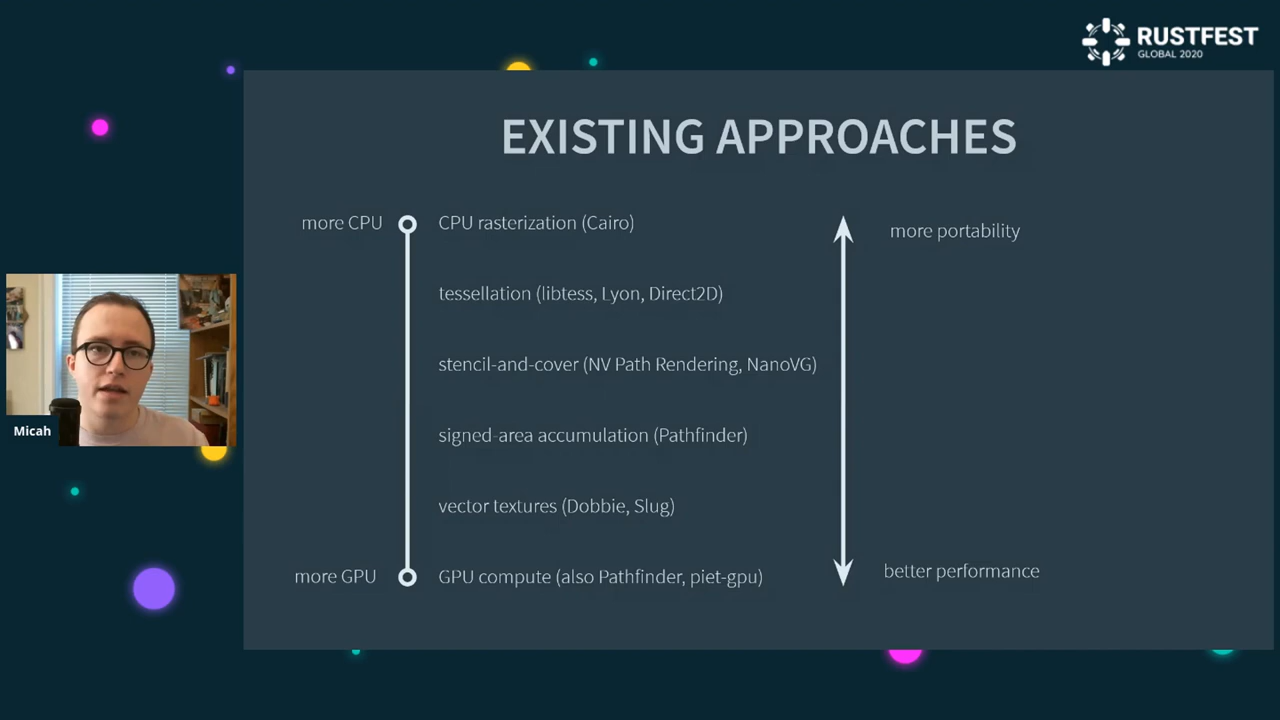 RUSTFEST
GLOBAL 2020
EXISTING APPROACHES
more CPU
CPU rasterization (Cairo)
more portability
tessellation (libtess, Lyon, Direct2D)
stencil-and-cover (NV Path Rendering, NanoVG)
Micah
signed-area accumulation (Pathfinder)
vector textures (Dobbie, Slug)
more GPU
GPU compute (also Pathfinder, piet-gpu)
better performance